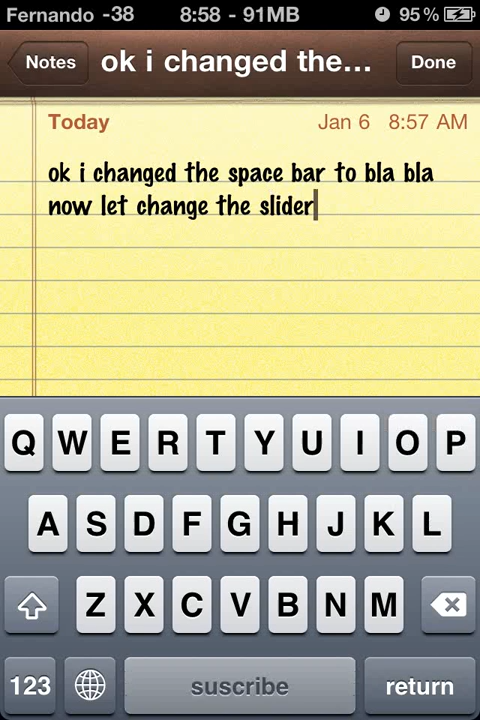 Fernando -38 8:58 - 91MB 95%
Notes ok i changed the... Done
Today Jan 6 8:57 AM
ok i changed the space bar to bla bla
now let change the slider
Q W E R T Y U I O P
A S D F G H J K L
Z X C V B N M
123 suscribe return